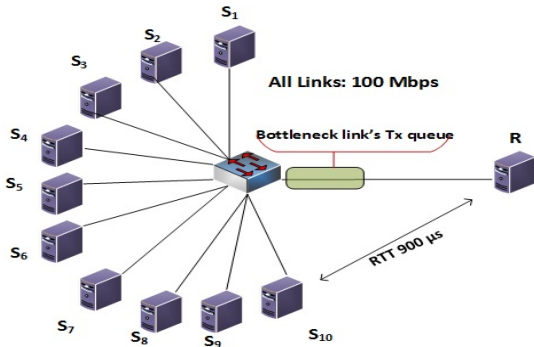 S1
S2
S3
All Links: 100 Mbps
S4
Bottleneck link's Tx queue
R
S5
S6
RTT 900 µs
S7
S8
S9
S10